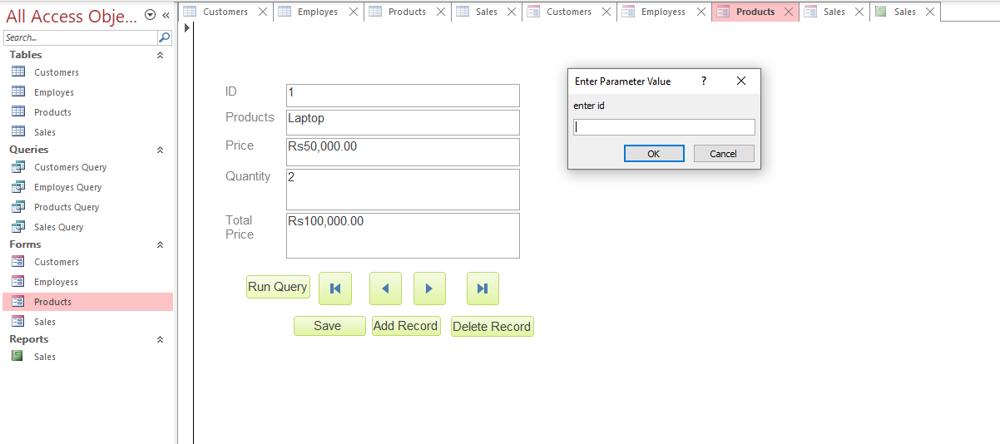 All Access Obje...
Search...
Tables
Customers
Employes
Products
Sales
Queries
Customers Query
Employes Query
Products Query
Sales Query
Forms
Customers
Employess
Products
Sales
Reports
Sales
Customers Employes Products Sales Customers Employess Products Sales Sales
ID 1
Products Laptop
Price Rs50,000.00
Quantity 2
Total Price Rs100,000.00
Run Query
Save Add Record Delete Record
Enter Parameter Value ?
enter id
OK Cancel